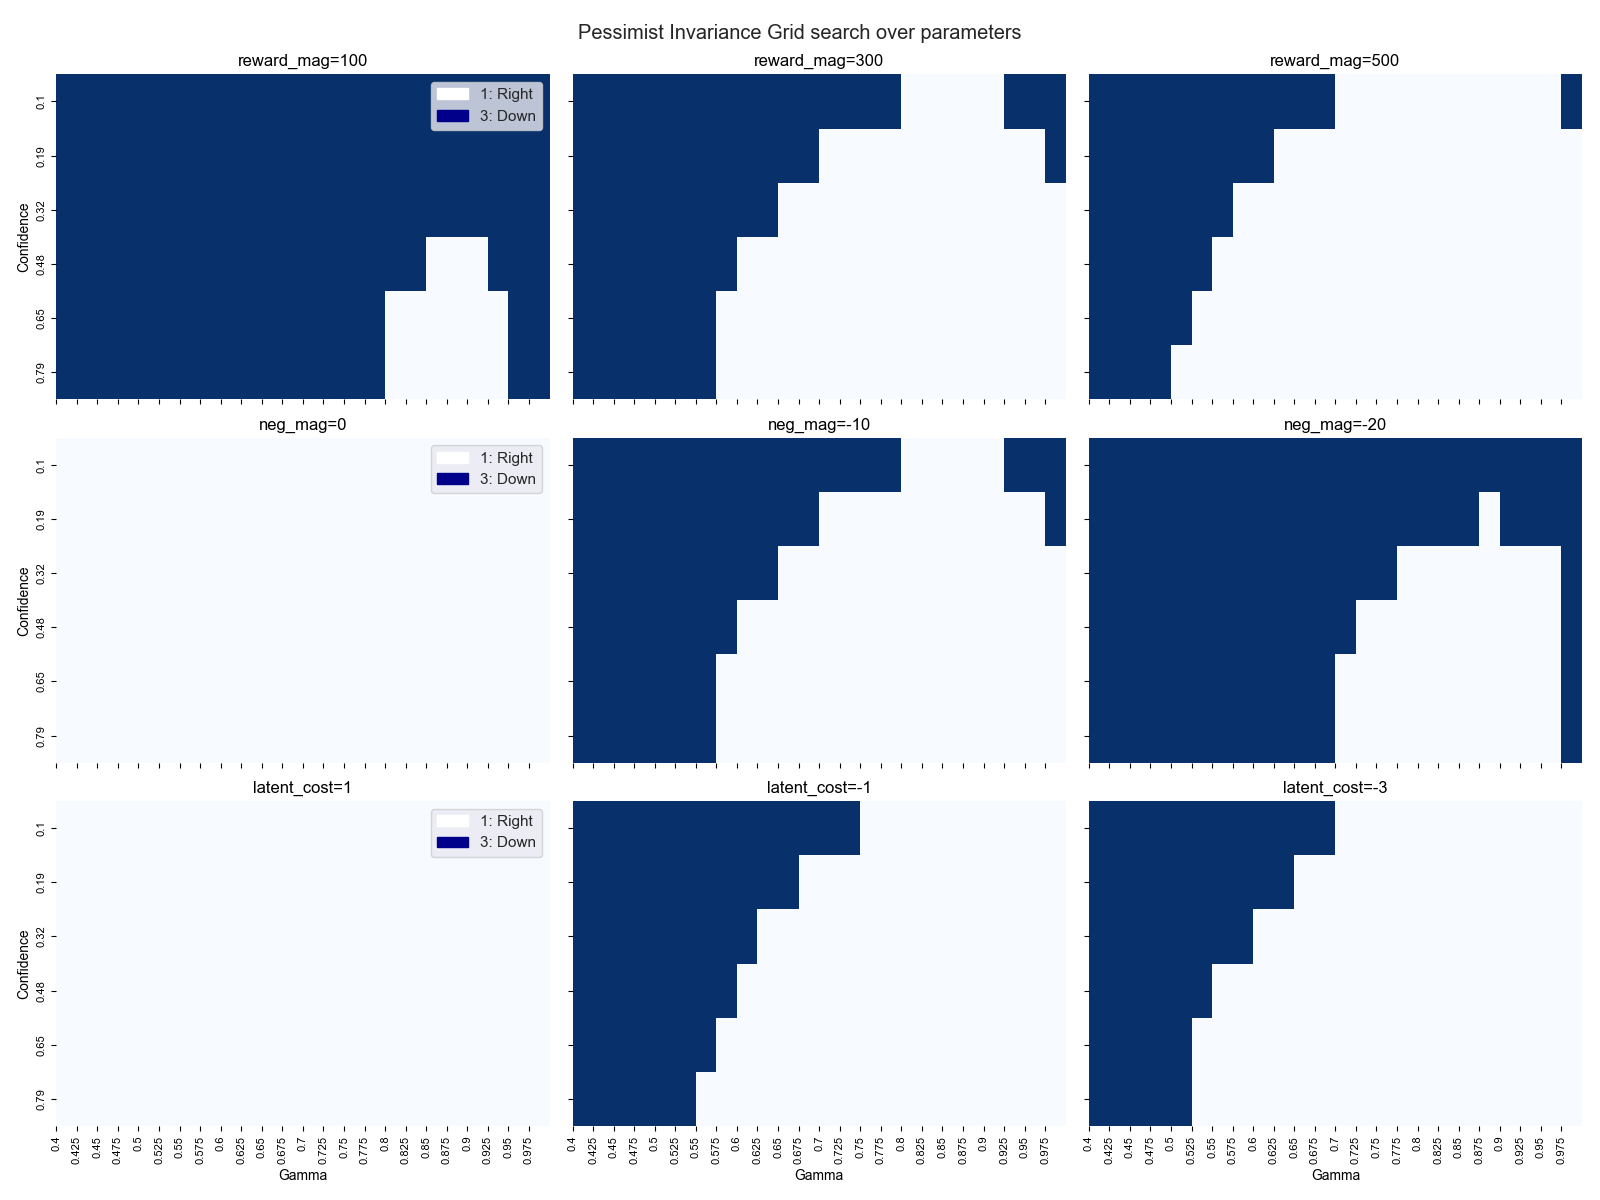 Pessimist Invariance Grid search over parameters
reward_mag=100
reward_mag=300
reward_mag=500
1: Right
3: Down
Confidence
0.1
0.19
0.32
0.48
0.65
0.79
neg_mag=0
neg_mag=-10
neg_mag=-20
1: Right
3: Down
Confidence
0.1
0.19
0.32
0.48
0.65
0.79
latent_cost=1
latent_cost=-1
latent_cost=-3
1: Right
3: Down
Confidence
0.1
0.19
0.32
0.48
0.65
0.79
0.4 0.425 0.45 0.475 0.5 0.525 0.55 0.575 0.6 0.625 0.65 0.675 0.7 0.725 0.75 0.775 0.8 0.825 0.85 0.875 0.9 0.925 0.95 0.975
0.4 0.425 0.45 0.475 0.5 0.525 0.55 0.575 0.6 0.625 0.65 0.675 0.7 0.725 0.75 0.775 0.8 0.825 0.85 0.875 0.9 0.925 0.95 0.975
0.4 0.425 0.45 0.475 0.5 0.525 0.55 0.575 0.6 0.625 0.65 0.675 0.7 0.725 0.75 0.775 0.8 0.825 0.85 0.875 0.9 0.925 0.95 0.975
Gamma
Gamma
Gamma